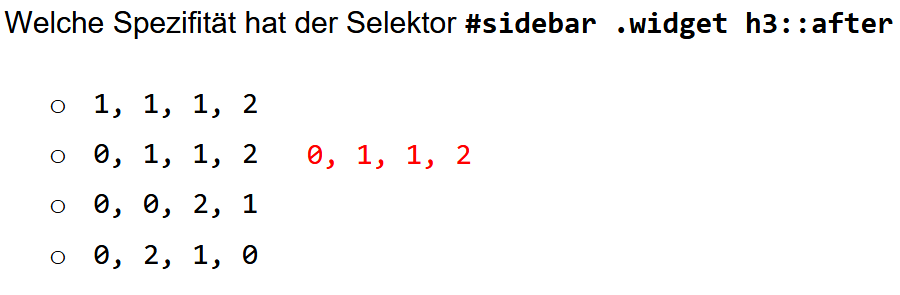 Welche Spezifität hat der Selektor #sidebar .widget h3::after
○ 1, 1, 1, 2
○ 0, 1, 1, 2 0, 1, 1, 2
○ 0, 0, 2, 1
○ 0, 2, 1, 0